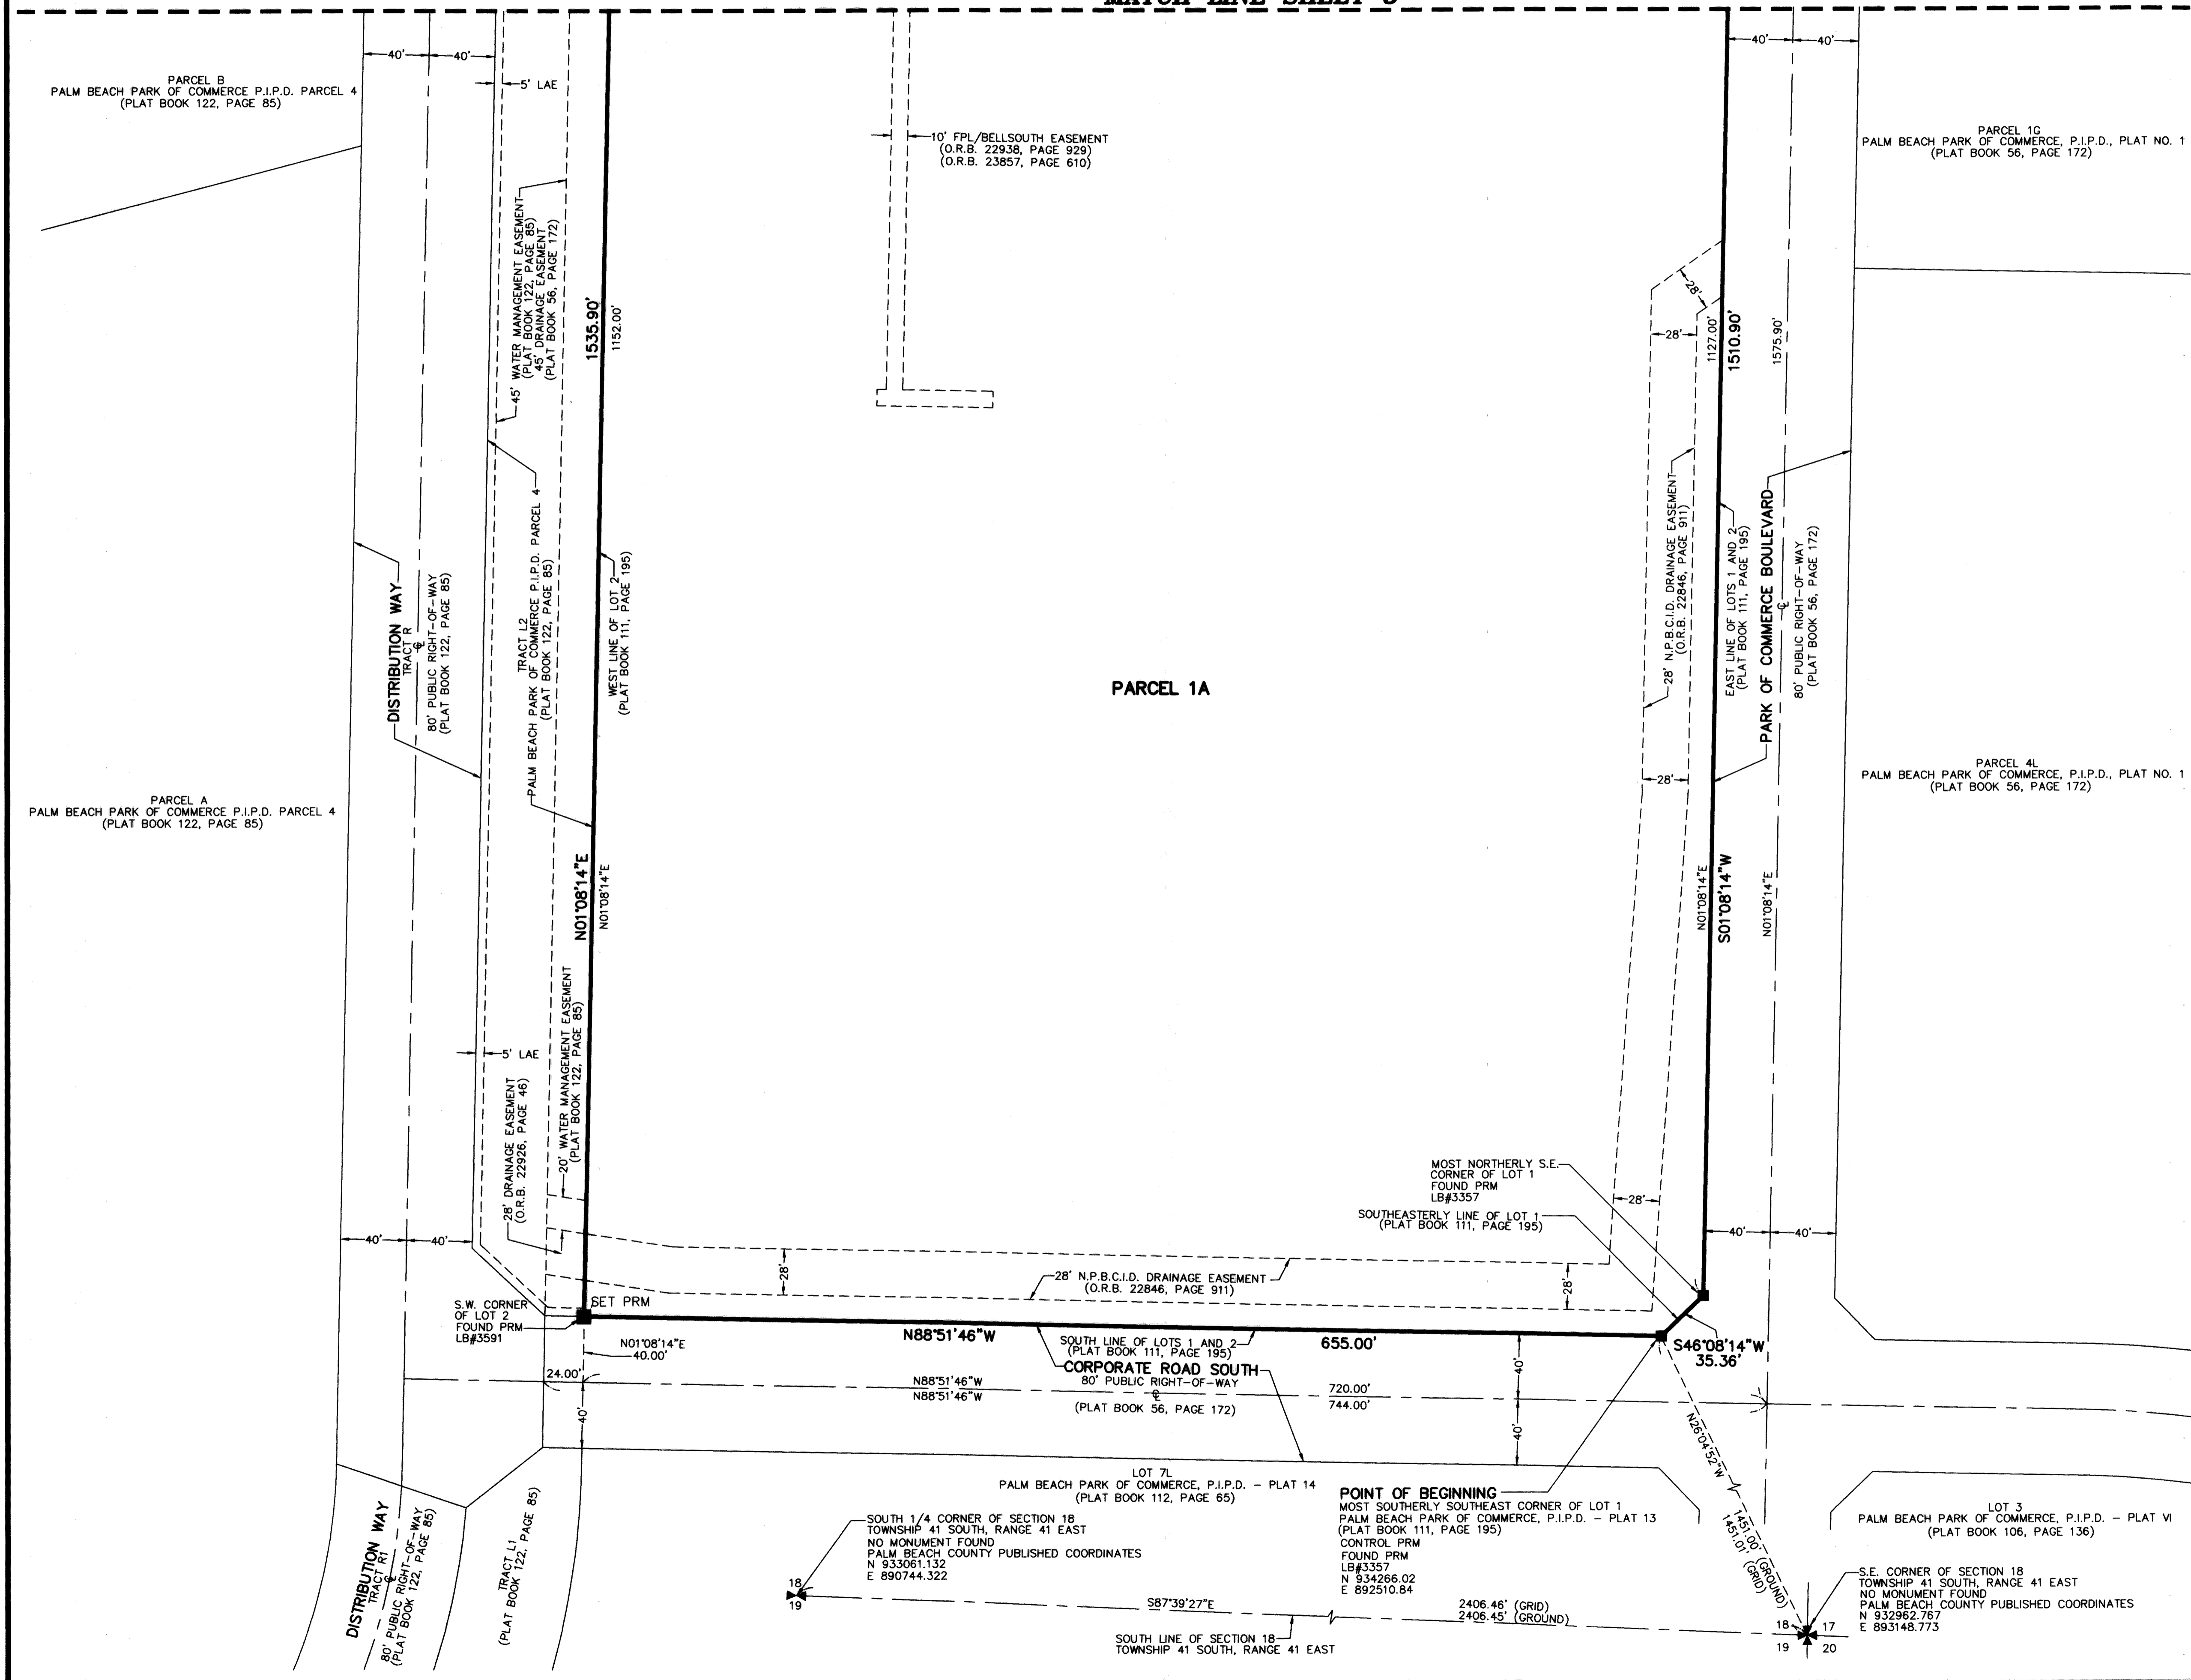 MATCH LINE SHEET 3
40'
40'
40'
40'
PARCEL B
PALM BEACH PARK OF COMMERCE P.I.P.D. PARCEL 4
(PLAT BOOK 122, PAGE 85)
5' LAE
10' FPL/BELLSOUTH EASEMENT
(O.R.B. 22938, PAGE 929)
(O.R.B. 23857, PAGE 610)
PARCEL 1G
PALM BEACH PARK OF COMMERCE, P.I.P.D., PLAT NO. 1
(PLAT BOOK 56, PAGE 172)
45' WATER MANAGEMENT EASEMENT
(PLAT BOOK 122, PAGE 85)
45' DRAINAGE EASEMENT
(PLAT BOOK 56, PAGE 172)
1535.90'
1152.00'
28'
28'
1127.00'
1510.90'
1575.90'
DISTRIBUTION WAY
TRACT R
℄
80' PUBLIC RIGHT-OF-WAY
(PLAT BOOK 122, PAGE 85)
TRACT L2
PALM BEACH PARK OF COMMERCE P.I.P.D. PARCEL 4
(PLAT BOOK 122, PAGE 85)
WEST LINE OF LOT 2
(PLAT BOOK 111, PAGE 195)
28' N.P.B.C.I.D. DRAINAGE EASEMENT
(O.R.B. 22846, PAGE 911)
EAST LINE OF LOTS 1 AND 2
(PLAT BOOK 111, PAGE 195)
PARK OF COMMERCE BOULEVARD
℄
80' PUBLIC RIGHT-OF-WAY
(PLAT BOOK 56, PAGE 172)
PARCEL 1A
28'
PARCEL A
PALM BEACH PARK OF COMMERCE P.I.P.D. PARCEL 4
(PLAT BOOK 122, PAGE 85)
PARCEL 4L
PALM BEACH PARK OF COMMERCE, P.I.P.D., PLAT NO. 1
(PLAT BOOK 56, PAGE 172)
N01°08'14"E
N01°08'14"E
N01°08'14"E
S01°08'14"W
N01°08'14"E
5' LAE
28' DRAINAGE EASEMENT
(O.R.B. 22926, PAGE 46)
20' WATER MANAGEMENT EASEMENT
(PLAT BOOK 122, PAGE 85)
MOST NORTHERLY S.E.
CORNER OF LOT 1
FOUND PRM
LB#3357
28'
SOUTHEASTERLY LINE OF LOT 1
(PLAT BOOK 111, PAGE 195)
40'
40'
40'
40'
28'
28' N.P.B.C.I.D. DRAINAGE EASEMENT
(O.R.B. 22846, PAGE 911)
28'
S.W. CORNER
OF LOT 2
FOUND PRM
LB#3591
SET PRM
N01°08'14"E
40.00'
N88°51'46"W
SOUTH LINE OF LOTS 1 AND 2
(PLAT BOOK 111, PAGE 195)
655.00'
S46°08'14"W
35.36'
CORPORATE ROAD SOUTH
80' PUBLIC RIGHT-OF-WAY
℄
(PLAT BOOK 56, PAGE 172)
24.00'
N88°51'46"W
N88°51'46"W
720.00'
744.00'
40'
40'
40'
N26°04'52"W
1451.00' (GROUND)
1451.01' (GRID)
LOT 7L
PALM BEACH PARK OF COMMERCE, P.I.P.D. - PLAT 14
(PLAT BOOK 112, PAGE 65)
POINT OF BEGINNING
MOST SOUTHERLY SOUTHEAST CORNER OF LOT 1
PALM BEACH PARK OF COMMERCE, P.I.P.D. - PLAT 13
(PLAT BOOK 111, PAGE 195)
CONTROL PRM
FOUND PRM
LB#3357
N 934266.02
E 892510.84
LOT 3
PALM BEACH PARK OF COMMERCE, P.I.P.D. - PLAT VI
(PLAT BOOK 106, PAGE 136)
DISTRIBUTION WAY
TRACT R1
℄
80' PUBLIC RIGHT-OF-WAY
(PLAT BOOK 122, PAGE 85)
TRACT L1
(PLAT BOOK 122, PAGE 85)
SOUTH 1/4 CORNER OF SECTION 18
TOWNSHIP 41 SOUTH, RANGE 41 EAST
NO MONUMENT FOUND
PALM BEACH COUNTY PUBLISHED COORDINATES
N 933061.132
E 890744.322
18
19
S87°39'27"E
2406.46' (GRID)
2406.45' (GROUND)
SOUTH LINE OF SECTION 18
TOWNSHIP 41 SOUTH, RANGE 41 EAST
S.E. CORNER OF SECTION 18
TOWNSHIP 41 SOUTH, RANGE 41 EAST
NO MONUMENT FOUND
PALM BEACH COUNTY PUBLISHED COORDINATES
N 932962.767
E 893148.773
18
17
19
20